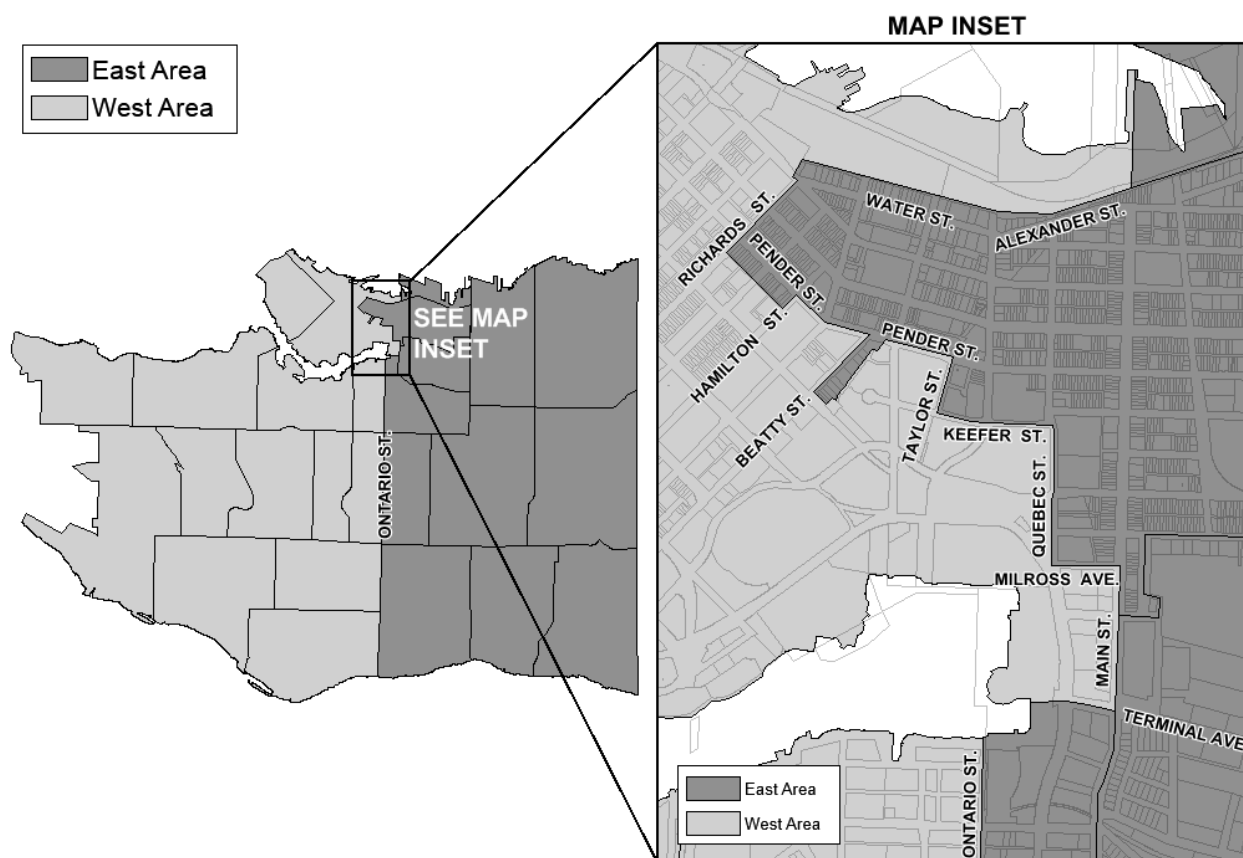 MAP INSET
East Area
West Area
SEE MAP
INSET
ONTARIO ST.
WATER ST.
ALEXANDER ST.
RICHARDS ST.
PENDER ST.
HAMILTON ST.
PENDER ST.
BEATTY ST.
TAYLOR ST.
KEEFER ST.
QUEBEC ST.
MILROSS AVE.
MAIN ST.
TERMINAL AVE
ONTARIO ST.
East Area
West Area